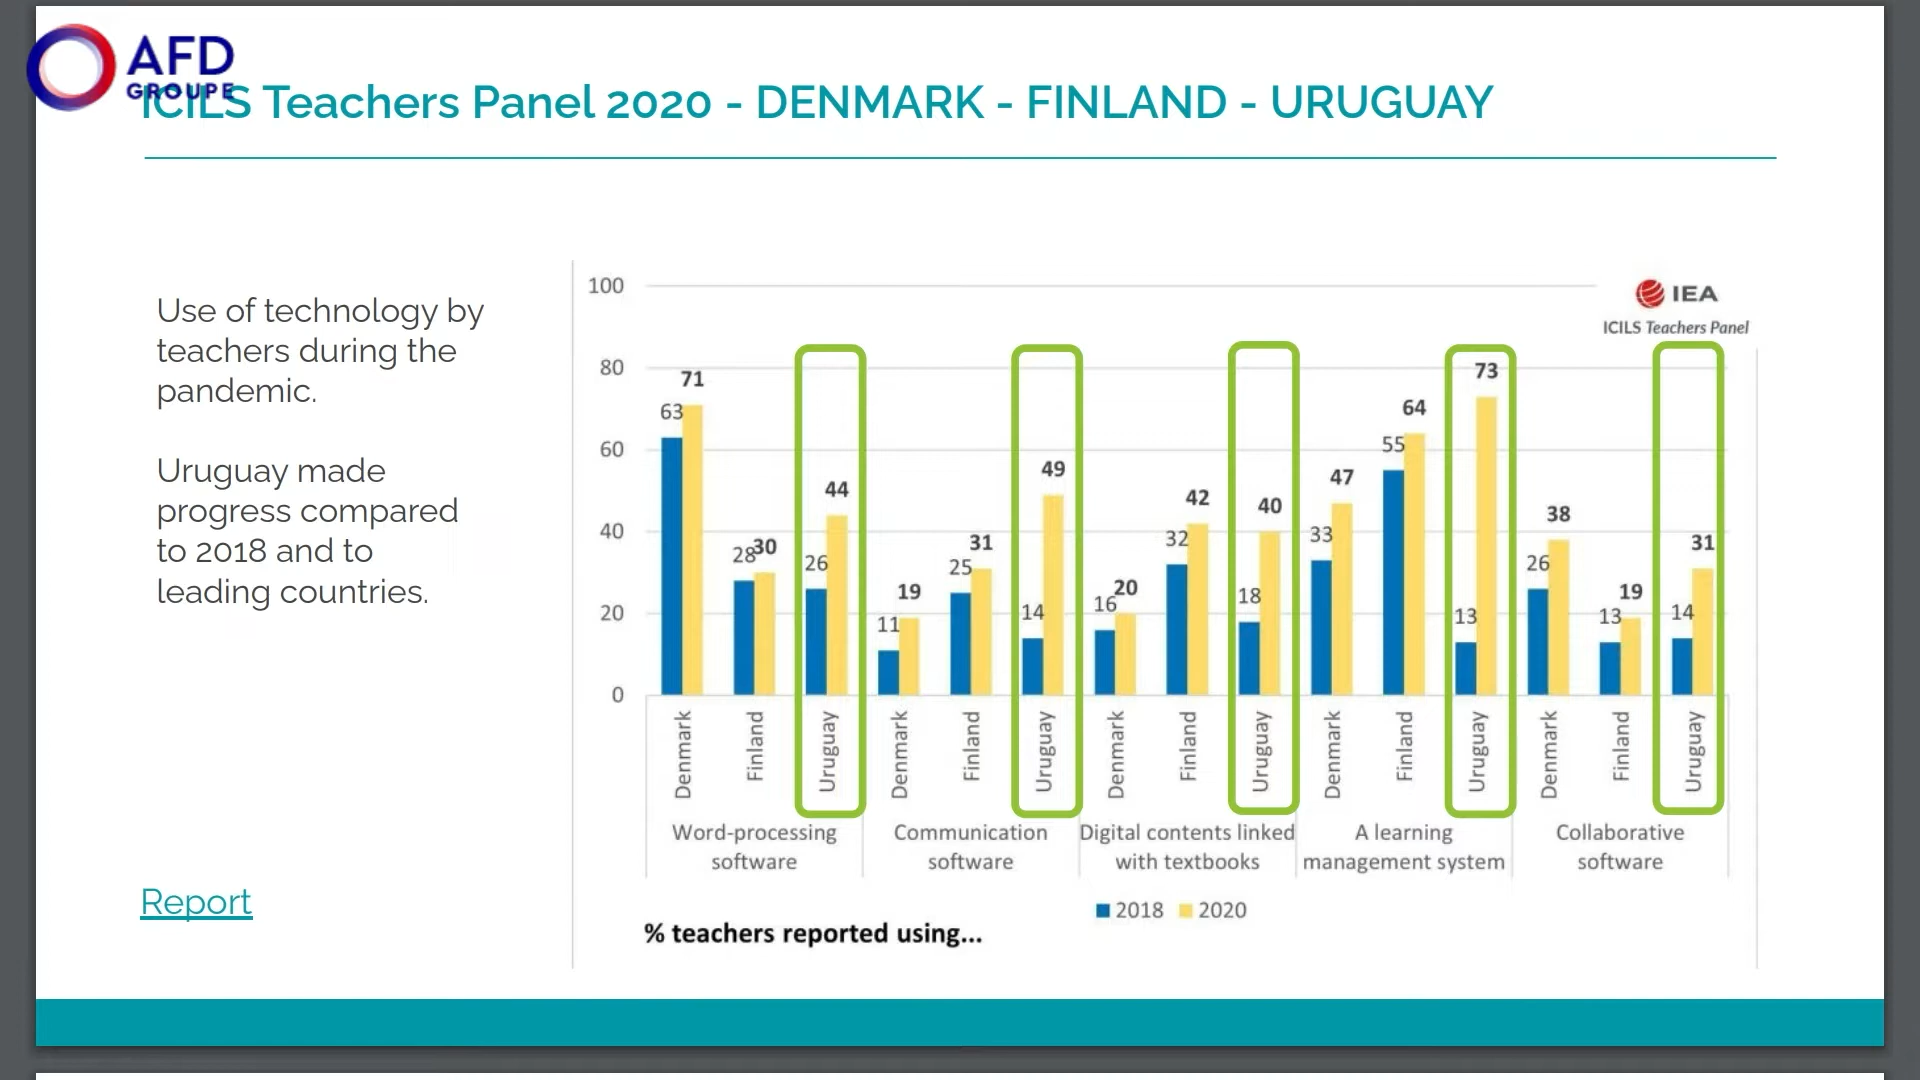 AFD
GROUPE
ICILS Teachers Panel 2020 - DENMARK - FINLAND - URUGUAY
Use of technology by
teachers during the
pandemic.
Uruguay made
progress compared
to 2018 and to
leading countries.
Report
IEA
ICILS Teachers Panel
100
80
60
40
20
0
63 71 28 30 26 44 11 19 25 31 14 49 16 20 32 42 18 40 33 47 55 64 13 73 26 38 13 19 14 31
Denmark Finland Uruguay Denmark Finland Uruguay Denmark Finland Uruguay Denmark Finland Uruguay Denmark Finland Uruguay
Word-processing
software
Communication
software
Digital contents linked
with textbooks
A learning
management system
Collaborative
software
2018 2020
% teachers reported using...